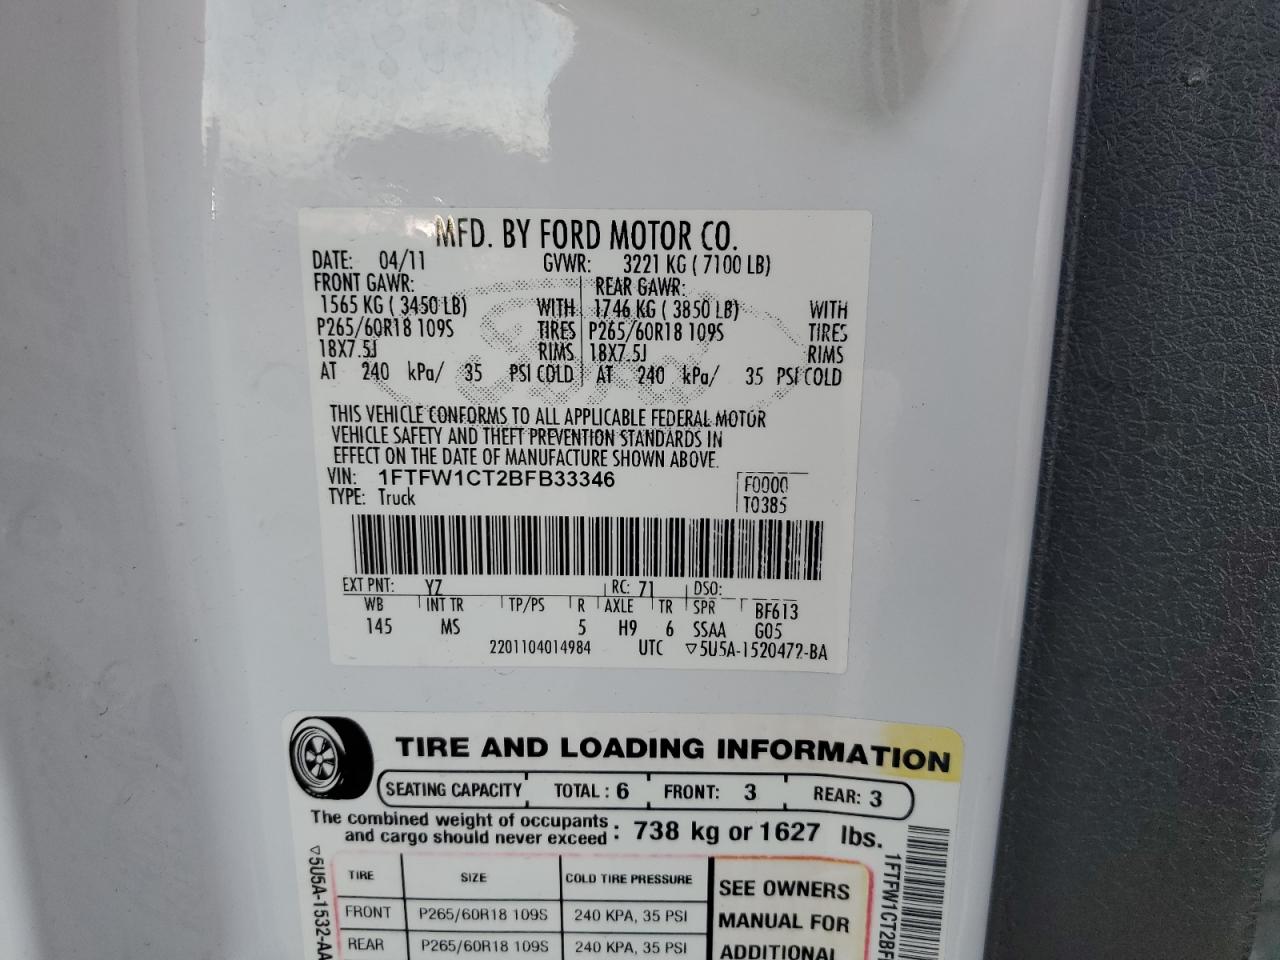 MFD. BY FORD MOTOR CO.
DATE: 04/11 GVWR: 3221 KG ( 7100 LB)
FRONT GAWR: REAR GAWR:
1565 KG ( 3450 LB) WITH 1746 KG ( 3850 LB) WITH
P265/60R18 109S TIRES P265/60R18 109S TIRES
18X7.5J RIMS 18X7.5J RIMS
AT 240 kPa/ 35 PSI COLD AT 240 kPa/ 35 PSI COLD
THIS VEHICLE CONFORMS TO ALL APPLICABLE FEDERAL MOTOR
VEHICLE SAFETY AND THEFT PREVENTION STANDARDS IN
EFFECT ON THE DATE OF MANUFACTURE SHOWN ABOVE.
VIN: 1FTFW1CT2BFB33346 F0000
TYPE: Truck T0385
EXT PNT: YZ RC: 71 DSO:
WB INT TR TP/PS R AXLE TR SPR BF613
145 MS 5 H9 6 SSAA G05
2201104014984 UTC ▽5U5A-1520472-BA
TIRE AND LOADING INFORMATION
SEATING CAPACITY TOTAL : 6 FRONT: 3 REAR: 3
The combined weight of occupants
and cargo should never exceed : 738 kg or 1627 lbs.
TIRE SIZE COLD TIRE PRESSURE
FRONT P265/60R18 109S 240 KPA, 35 PSI
REAR P265/60R18 109S 240 KPA, 35 PSI
SEE OWNERS
MANUAL FOR
ADDITIONAL
▽5U5A-1532-AA
1FTFW1CT2BF